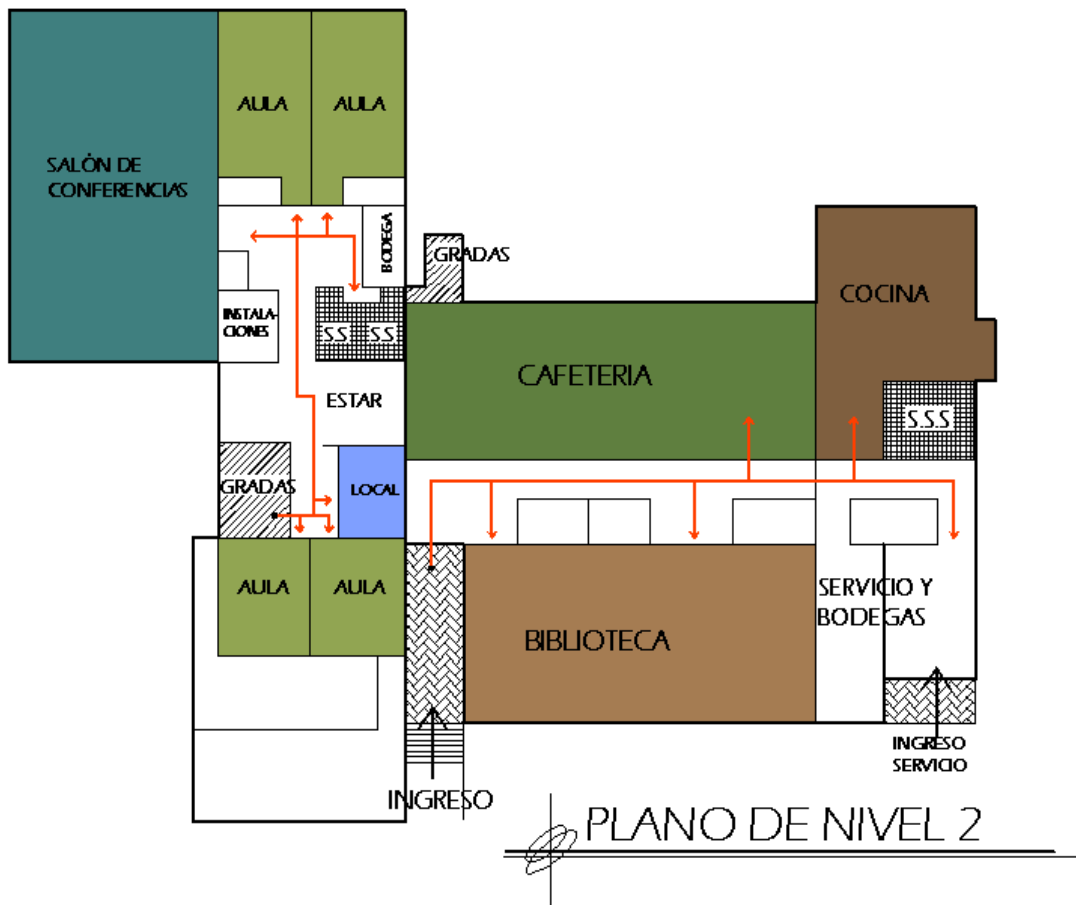 AULA
AULA
SALÓN DE
CONFERENCIAS
BODEGA
GRADAS
COCINA
INSTALA-
CIONES
S.S
S.S
CAFETERIA
ESTAR
S.S.S
GRADAS
LOCAL
AULA
AULA
SERVICIO Y
BODEGAS
BIBLIOTECA
INGRESO
SERVICIO
INGRESO
PLANO DE NIVEL 2